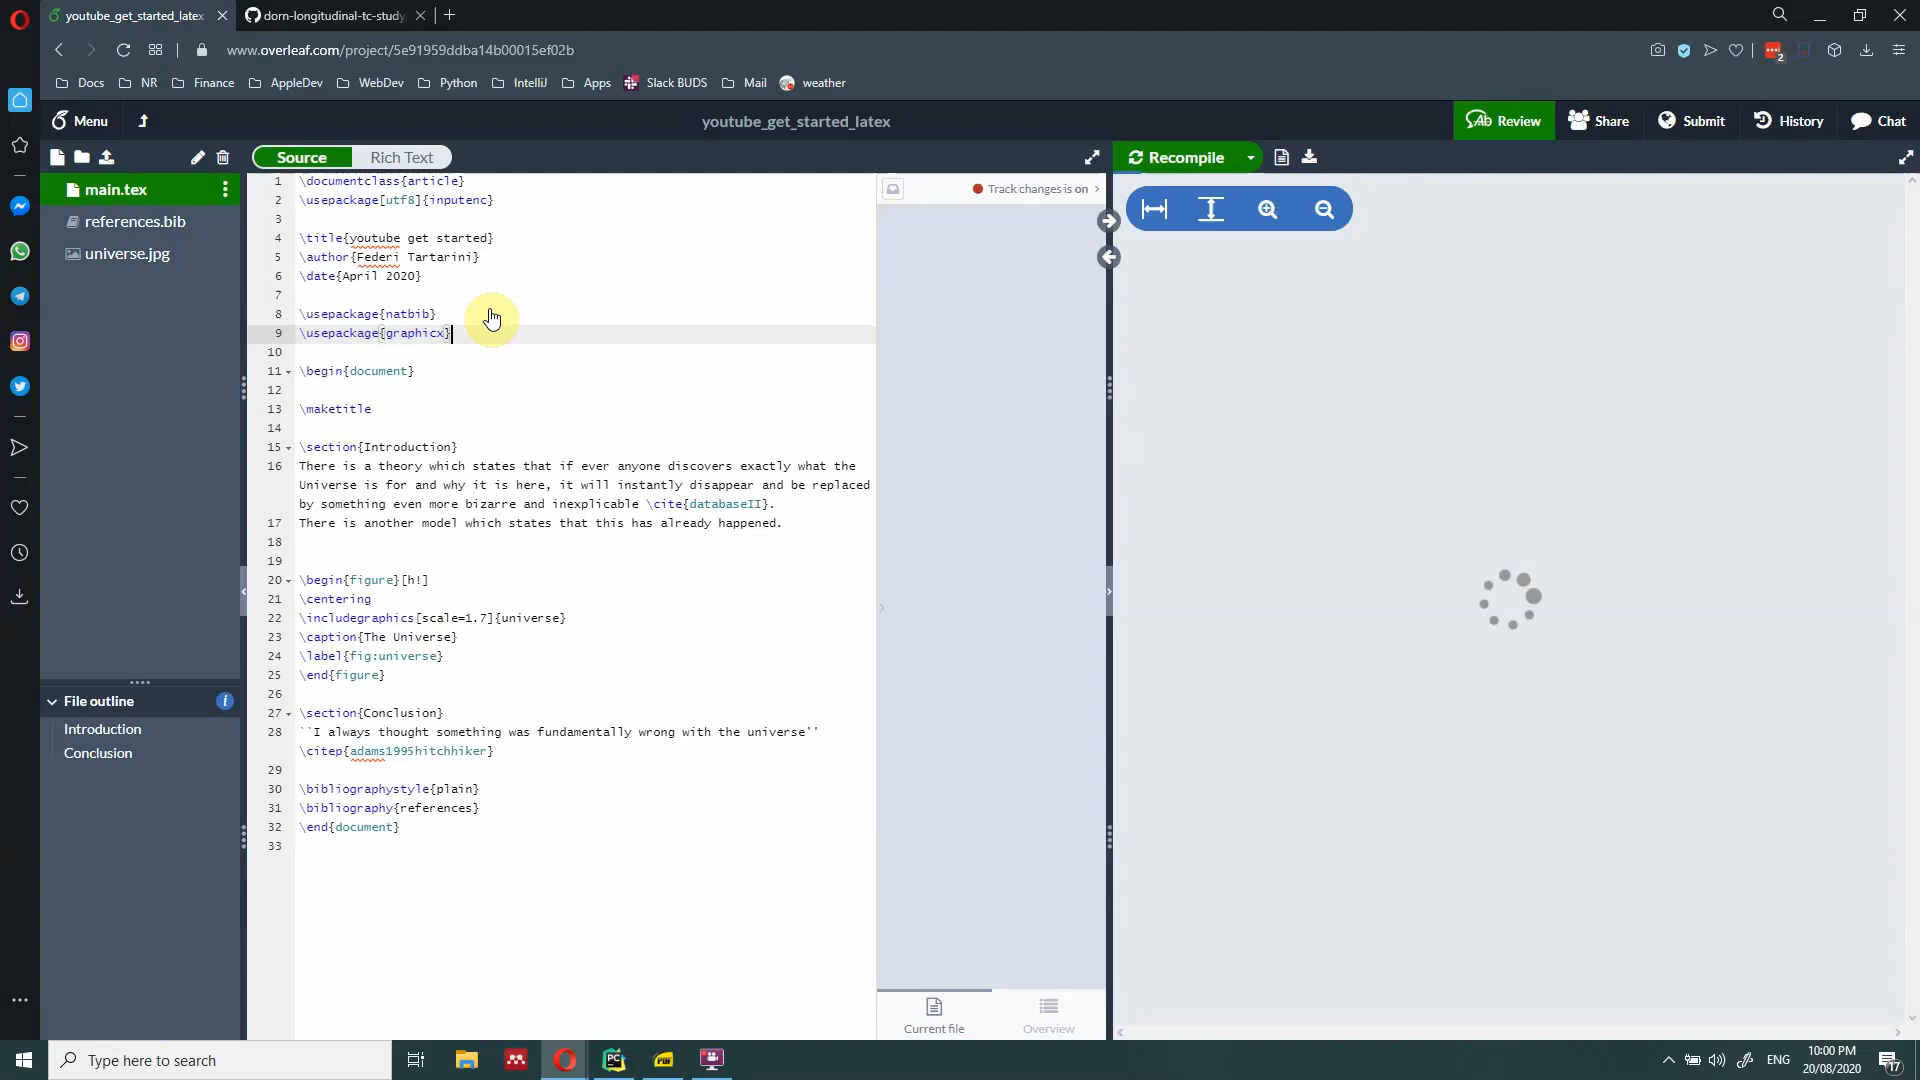 youtube_get_started_latex
dorn-longitudinal-tc-study
www.overleaf.com/project/5e91959ddba14b00015ef02b
2
Docs NR Finance AppleDev WebDev Python IntelliJ Apps Slack BUDS Mail weather
Menu
youtube_get_started_latex
Review Share Submit History Chat
Source Rich Text
Recompile
main.tex
references.bib
universe.jpg
File outline
Introduction
Conclusion
1 \documentclass{article}
2 \usepackage[utf8]{inputenc}
3
4 \title{youtube get started}
5 \author{Federi Tartarini}
6 \date{April 2020}
7
8 \usepackage{natbib}
9 \usepackage{graphicx}
10
11 \begin{document}
12
13 \maketitle
14
15 \section{Introduction}
16 There is a theory which states that if ever anyone discovers exactly what the
Universe is for and why it is here, it will instantly disappear and be replaced
by something even more bizarre and inexplicable \cite{databaseII}.
17 There is another model which states that this has already happened.
18
19
20 \begin{figure}[h!]
21 \centering
22 \includegraphics[scale=1.7]{universe}
23 \caption{The Universe}
24 \label{fig:universe}
25 \end{figure}
26
27 \section{Conclusion}
28 ``I always thought something was fundamentally wrong with the universe''
\citep{adams1995hitchhiker}
29
30 \bibliographystyle{plain}
31 \bibliography{references}
32 \end{document}
33
Track changes is on
Current file
Overview
Type here to search
PC
PDF
ENG
10:00 PM
20/08/2020
17